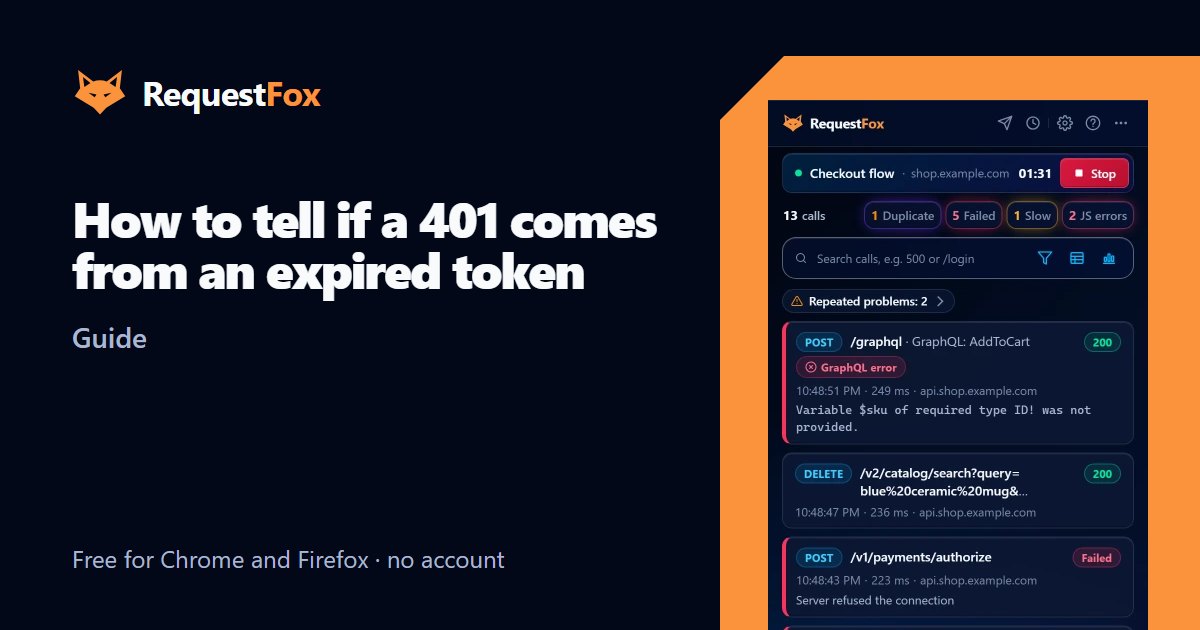 RequestFox
How to tell if a 401 comes
from an expired token
Guide
Free for Chrome and Firefox · no account
RequestFox
Checkout flow · shop.example.com 01:31 Stop
13 calls 1 Duplicate 5 Failed 1 Slow 2 JS errors
Search calls, e.g. 500 or /login
Repeated problems: 2
POST /graphql · GraphQL: AddToCart 200
GraphQL error
10:48:51 PM · 249 ms · api.shop.example.com
Variable $sku of required type ID! was not
provided.
DELETE /v2/catalog/search?query=
blue%20ceramic%20mug&… 200
10:48:47 PM · 236 ms · api.shop.example.com
POST /v1/payments/authorize Failed
10:48:43 PM · 223 ms · api.shop.example.com
Server refused the connection